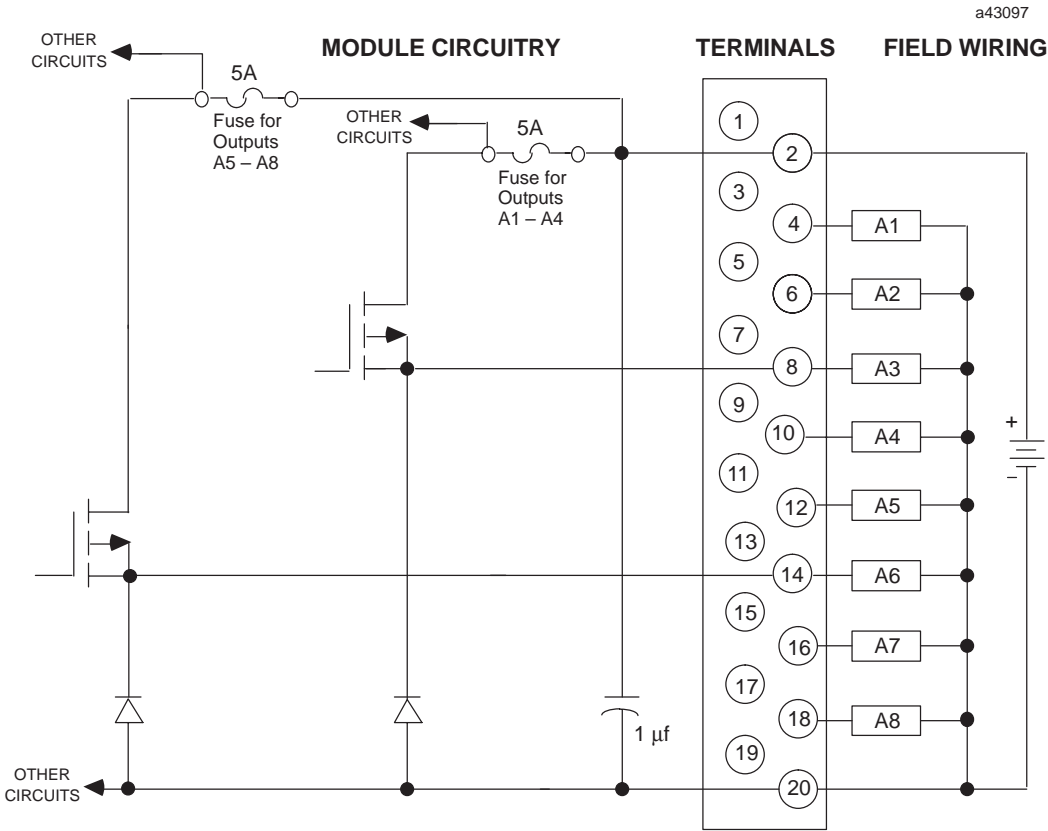 a43097
OTHER
CIRCUITS
MODULE CIRCUITRY
TERMINALS
FIELD WIRING
5A
Fuse for
Outputs
A5 – A8
OTHER
CIRCUITS
5A
Fuse for
Outputs
A1 – A4
1
2
3
4
A1
5
6
A2
7
8
A3
9
10
A4
+
–
11
12
A5
13
14
A6
15
16
A7
17
18
A8
1 μf
19
OTHER
CIRCUITS
20